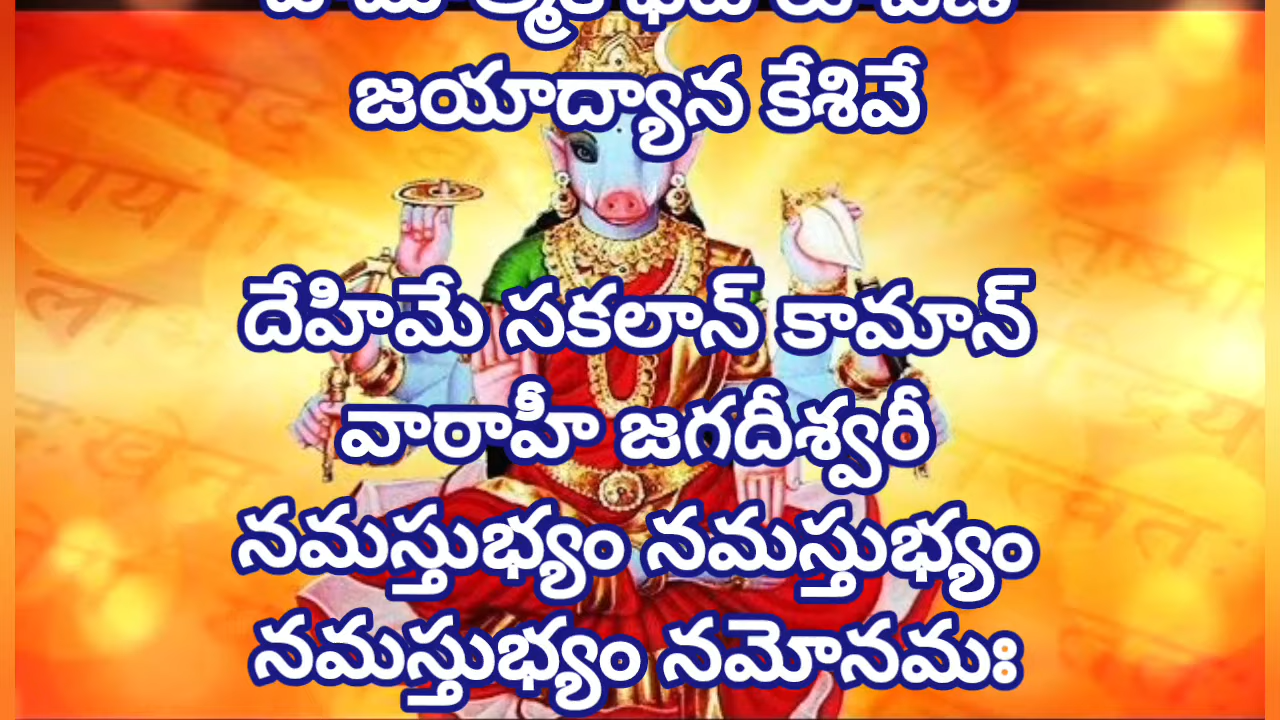 జయాద్యాన కేశివే
దేహిమే సకలాన్ కామాన్
వారాహీ జగదీశ్వరీ
నమస్తుభ్యం నమస్తుభ్యం
నమస్తుభ్యం నమోనమః